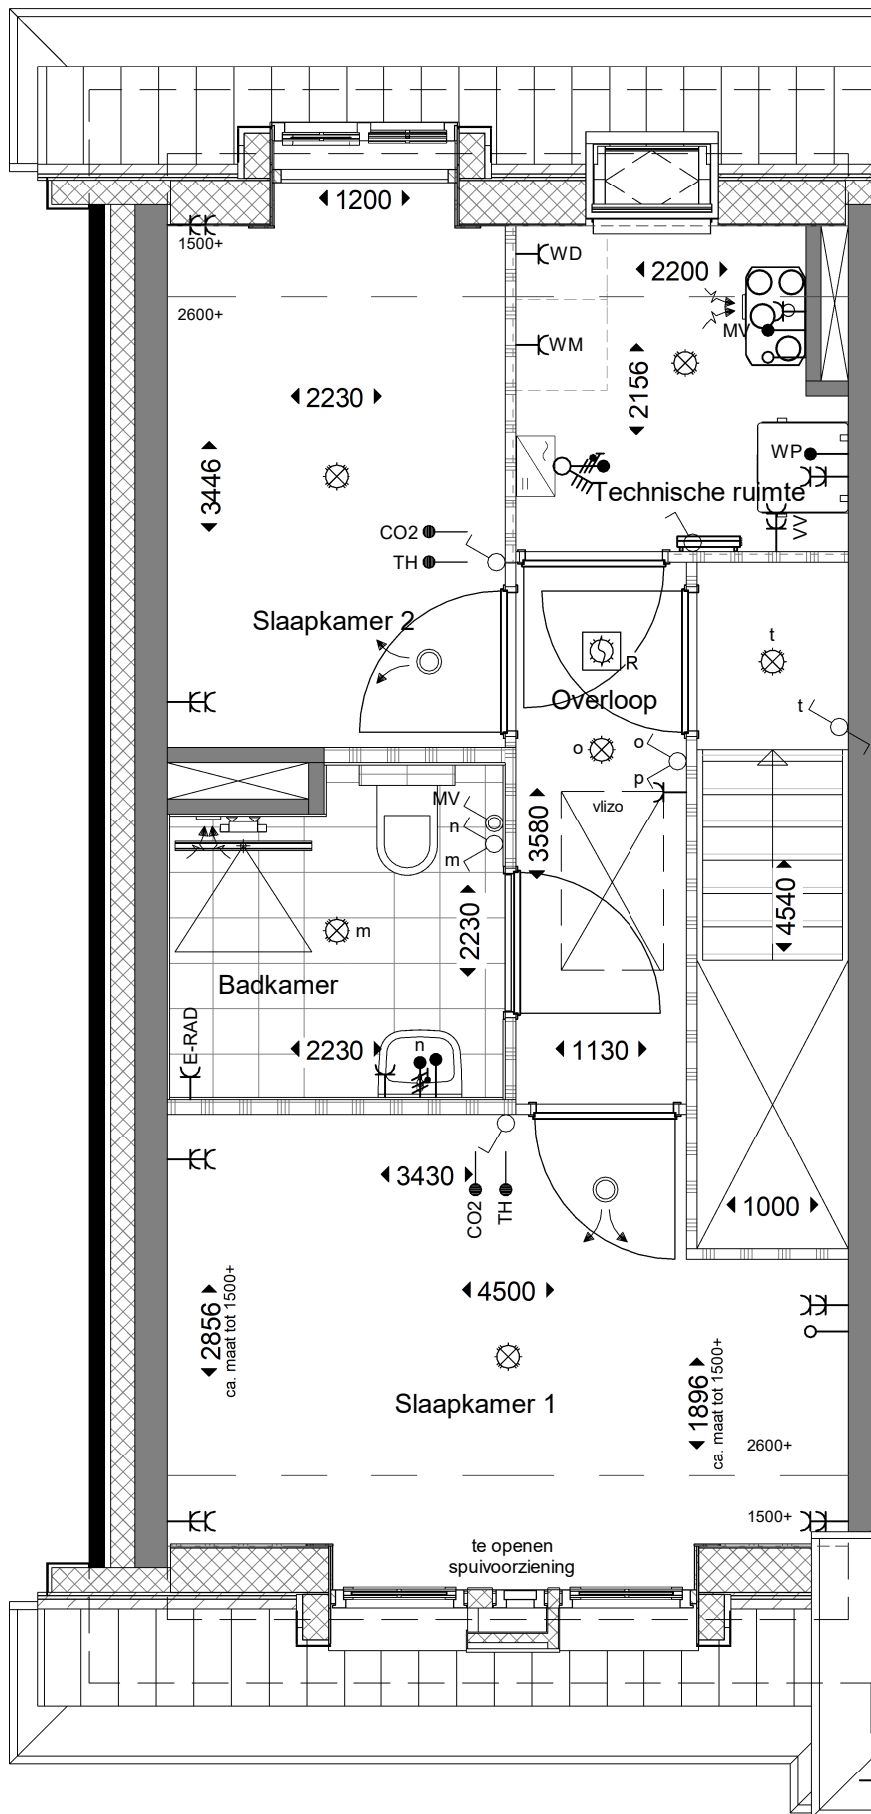 1200
1500+
WD
2200
2600+
MV
WM
2156
2230
3446
WP
Technische ruimte
VV
CO2
TH
Slaapkamer 2
t
R
Overloop
t
o
o
p
vlizo
MV
n
m
3580
4540
2230
m
Badkamer
E-RAD
2230
n
1130
3430
CO2
TH
1000
4500
2856
ca. maat tot 1500+
1896
ca. maat tot 1500+
Slaapkamer 1
2600+
1500+
te openen
spuivoorziening